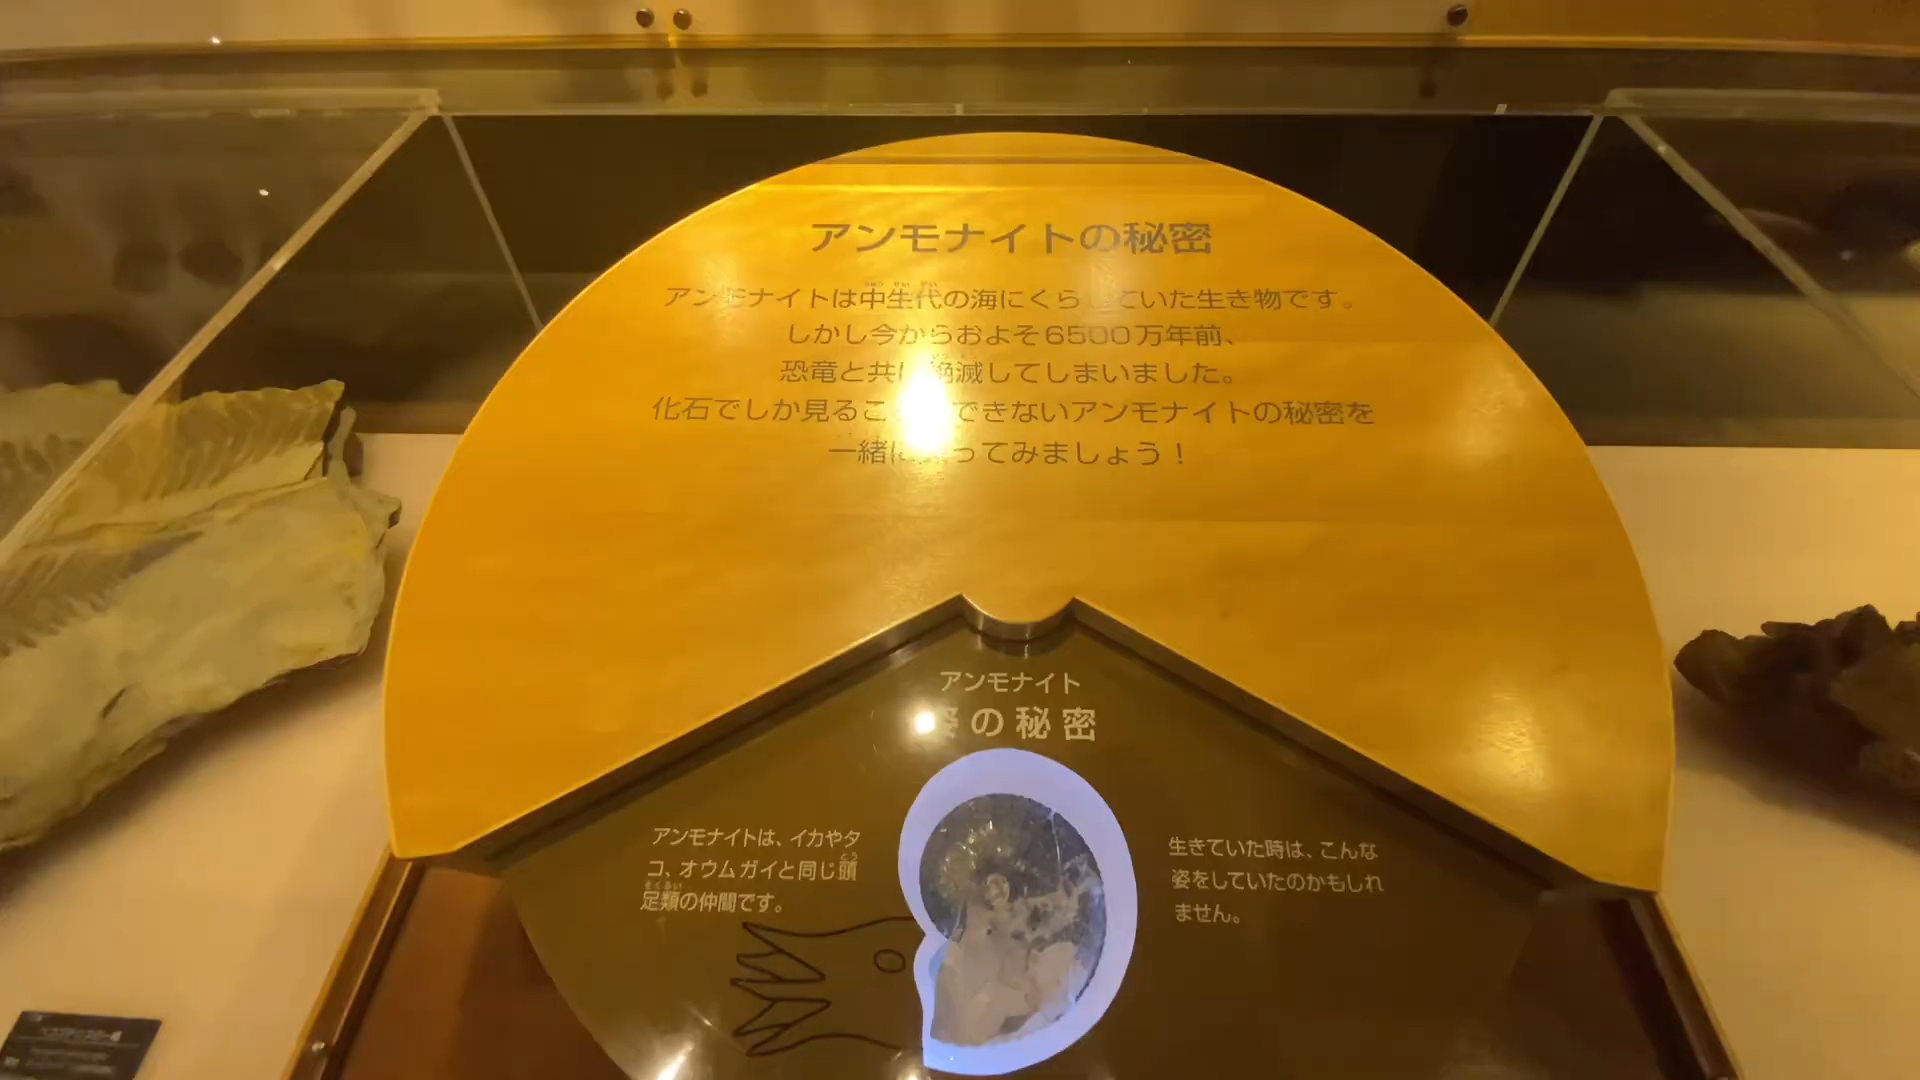 アンモナイトの秘密
アンモナイトは中生代の海にくらしていた生き物です。
しかし今からおよそ6500万年前、
恐竜と共に絶滅してしまいました。
化石でしか見るこ できないアンモナイトの秘密を
一緒に ってみましょう！
アンモナイト
の秘密
アンモナイトは、イカやタ
コ、オウムガイと同じ頭
足類の仲間です。
生きていた時は、こんな
姿をしていたのかもしれ
ません。